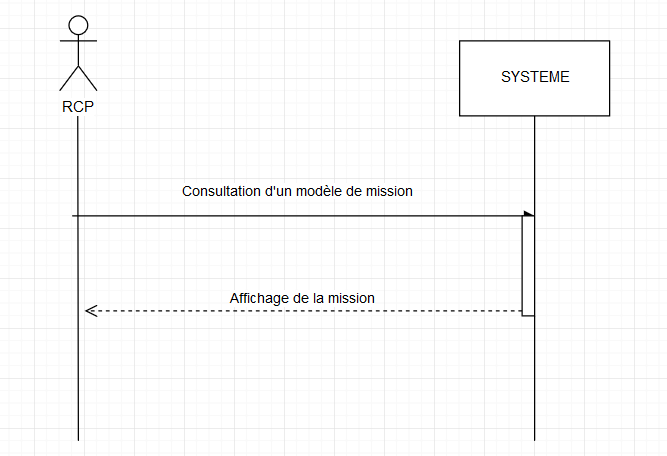 SYSTEME
RCP
Consultation d'un modèle de mission
Affichage de la mission